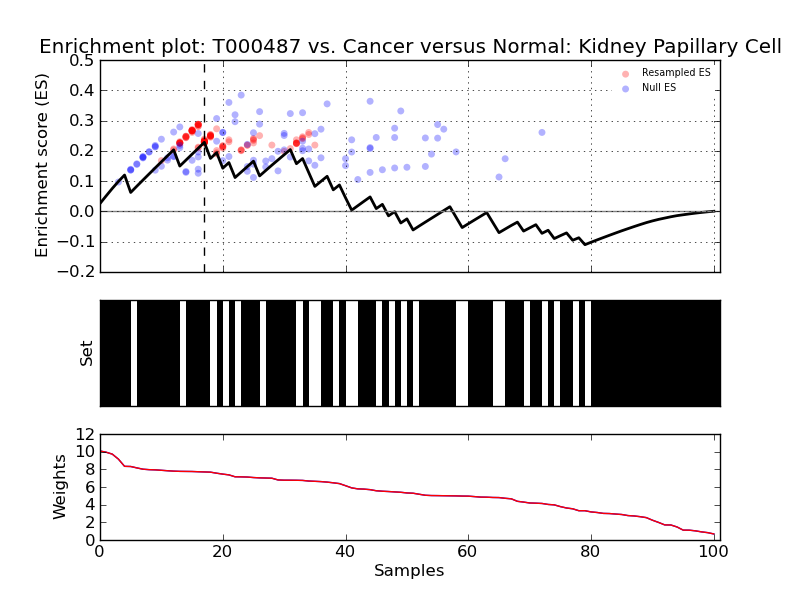 Enrichment plot: T000487 vs. Cancer versus Normal: Kidney Papillary Cell
0.5
0.4
0.3
0.2
0.1
0.0
−0.1
−0.2
Enrichment score (ES)
Resampled ES
Null ES
Set
12
10
8
6
4
2
0
Weights
0 20 40 60 80 100
Samples